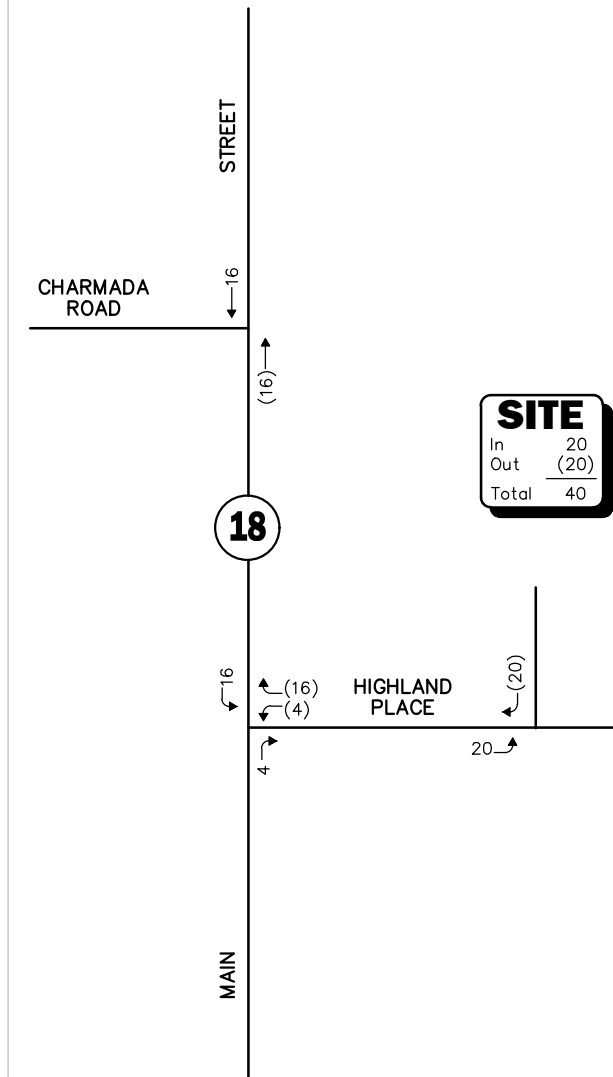 STREET
16
CHARMADA
ROAD
(16)
SITE
In 20
Out (20)
Total 40
18
16
(16)
(4)
HIGHLAND
PLACE
(20)
20
4
MAIN